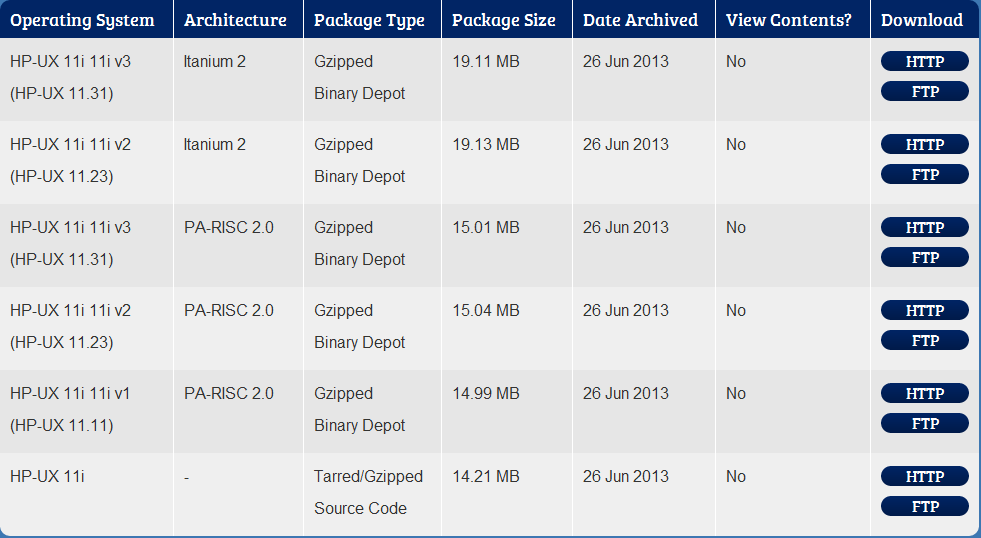 Operating System Architecture Package Type Package Size Date Archived View Contents? Download
HP-UX 11i 11i v3 Itanium 2 Gzipped 19.11 MB 26 Jun 2013 No HTTP
(HP-UX 11.31) Binary Depot FTP
HP-UX 11i 11i v2 Itanium 2 Gzipped 19.13 MB 26 Jun 2013 No HTTP
(HP-UX 11.23) Binary Depot FTP
HP-UX 11i 11i v3 PA-RISC 2.0 Gzipped 15.01 MB 26 Jun 2013 No HTTP
(HP-UX 11.31) Binary Depot FTP
HP-UX 11i 11i v2 PA-RISC 2.0 Gzipped 15.04 MB 26 Jun 2013 No HTTP
(HP-UX 11.23) Binary Depot FTP
HP-UX 11i 11i v1 PA-RISC 2.0 Gzipped 14.99 MB 26 Jun 2013 No HTTP
(HP-UX 11.11) Binary Depot FTP
HP-UX 11i - Tarred/Gzipped 14.21 MB 26 Jun 2013 No HTTP
Source Code FTP